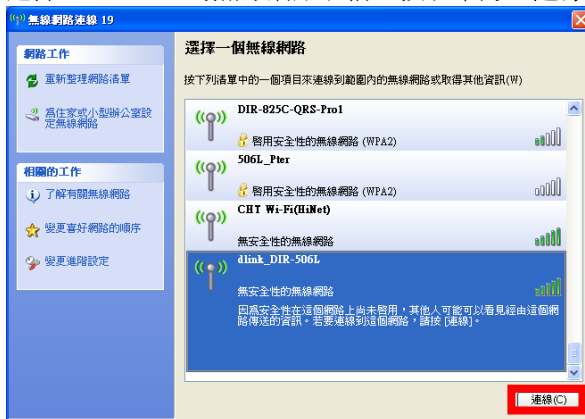 無線網路連線 19
網路工作
重新整理網路清單
爲住家或小型辦公室設
定無線網路
相關的工作
了解有關無線網路
變更喜好網路的順序
變更進階設定
選擇一個無線網路
按下列清單中的一個項目來連線到範圍內的無線網路或取得其他資訊(W)
DIR-825C-QRS-Pro1
啓用安全性的無線網路 (WPA2)
506L_Pter
啓用安全性的無線網路 (WPA2)
CHT Wi-Fi(HiNet)
無安全性的無線網路
dlink_DIR-506L
無安全性的無線網路
因爲安全性在這個網路上尚未啓用，其他人可能可以看見經由這個網
路傳送的資訊。若要連線到這個網路，請按 [連線]。
連線(C)